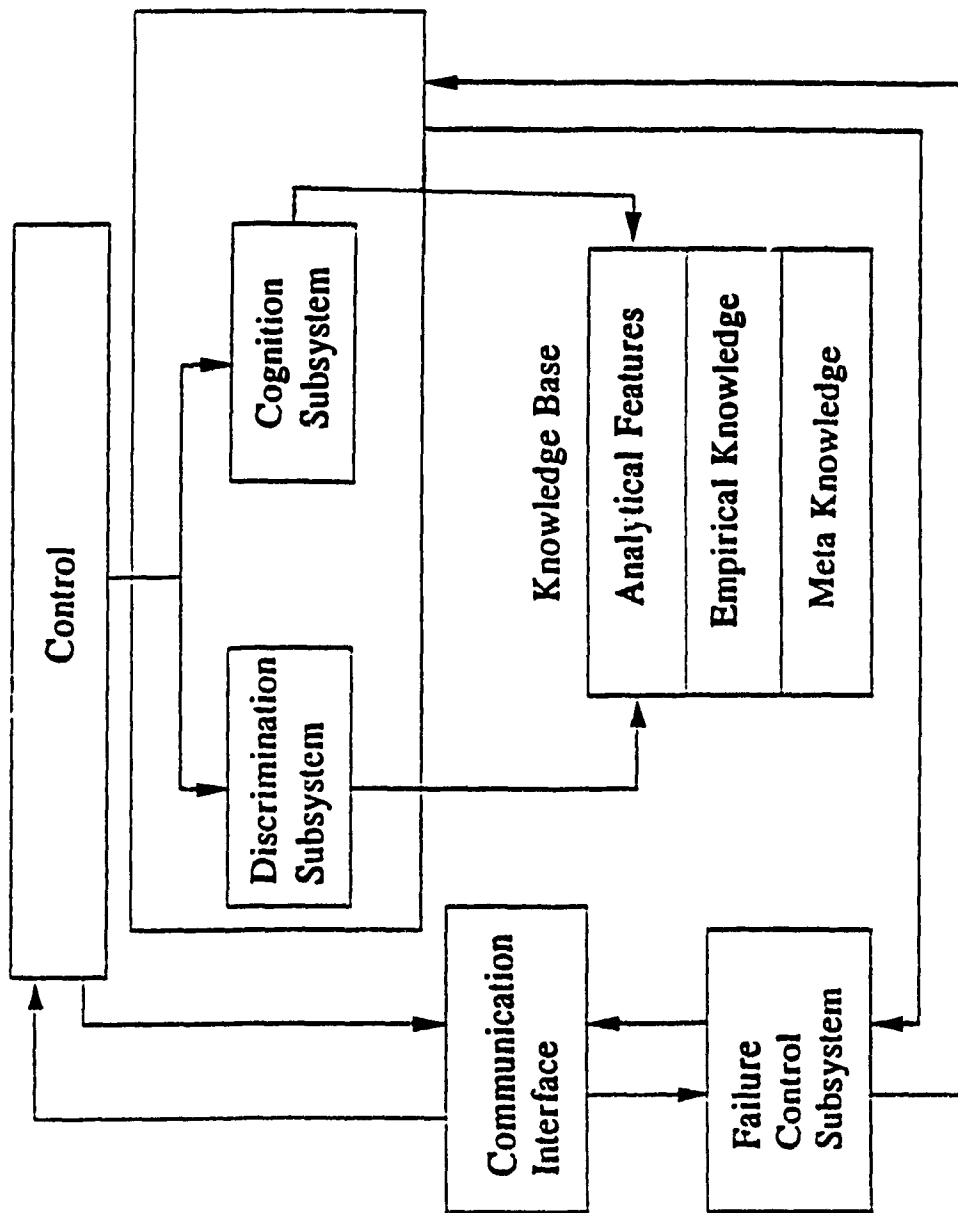 Control
Discrimination
Subsystem
Cognition
Subsystem
Communication
Interface
Knowledge Base
Analytical Features
Empirical Knowledge
Meta Knowledge
Failure
Control
Subsystem